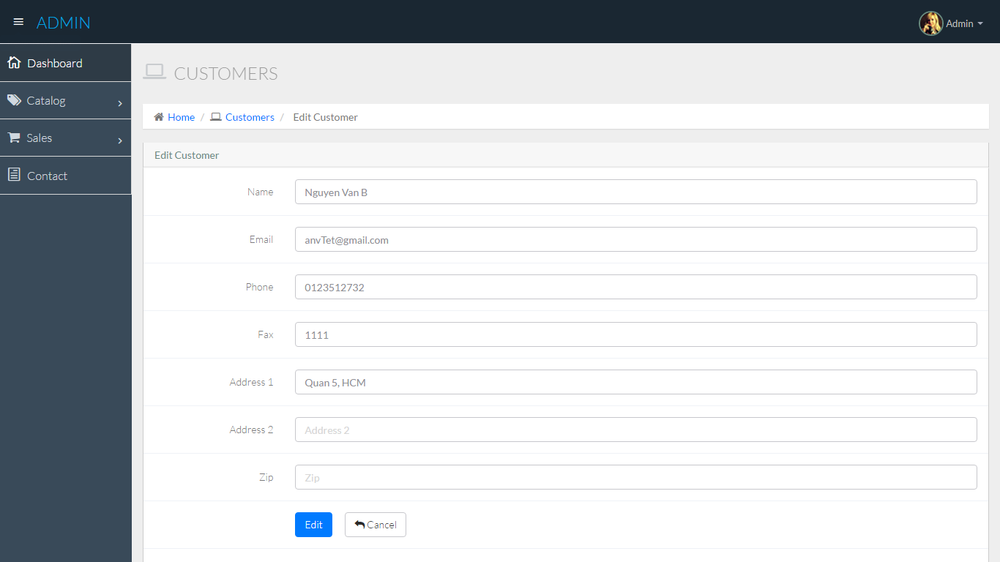 ADMIN
Admin
Dashboard
Catalog
Sales
Contact
CUSTOMERS
Home / Customers / Edit Customer
Edit Customer
Name Nguyen Van B
Email anvTet@gmail.com
Phone 0123512732
Fax 1111
Address 1 Quan 5, HCM
Address 2 Address 2
Zip Zip
Edit Cancel